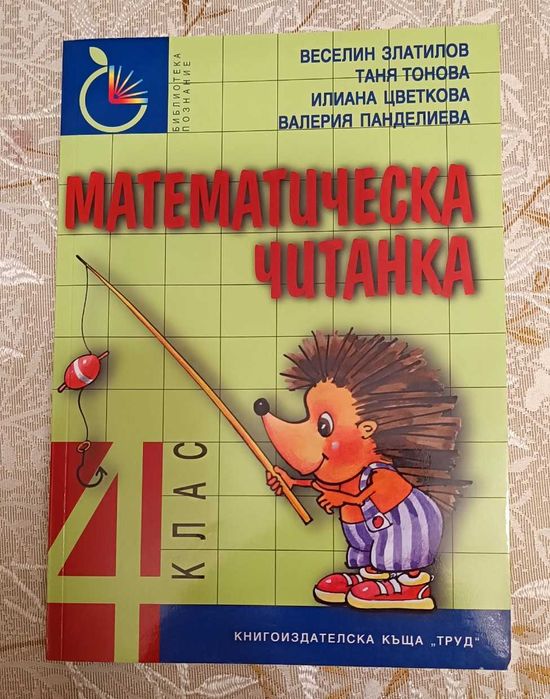 БИБЛИОТЕКА
ПОЗНАНИЕ
ВЕСЕЛИН ЗЛАТИЛОВ
ТАНЯ ТОНОВА
ИЛИАНА ЦВЕТКОВА
ВАЛЕРИЯ ПАНДЕЛИЕВА
МАТЕМАТИЧЕСКА
ЧИТАНКА
4 КЛАС
КНИГОИЗДАТЕЛСКА КЪЩА „ТРУД“